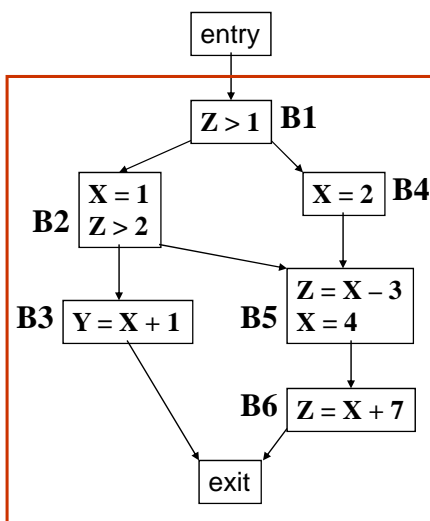 entry
Z > 1 B1
X = 1
Z > 2
B2
X = 2 B4
B3 Y = X + 1
Z = X – 3
X = 4
B5
B6 Z = X + 7
exit